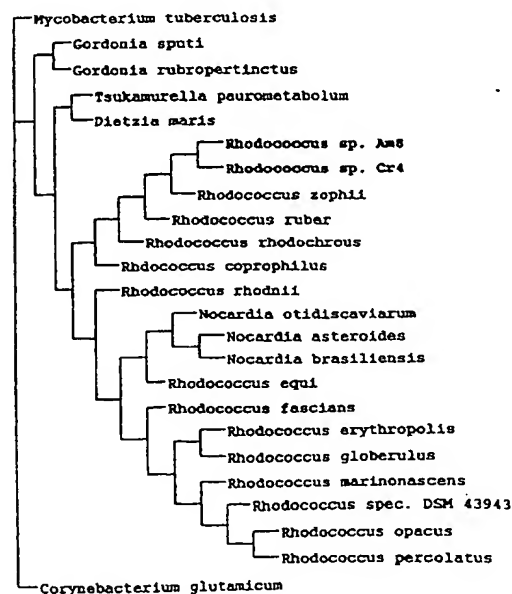 Mycobacterium tuberculosis
Gordonia sputi
Gordonia rubropertinctus
Tsukamurella paurometabolum
Dietzia maris
Rhodococcus sp. Am8
Rhodococcus sp. Cr4
Rhodococcus zophii
Rhodococcus ruber
Rhodococcus rhodochrous
Rhdococcus coprophilus
Rhodococcus rhodnii
Nocardia otidiscaviarum
Nocardia asteroides
Nocardia brasiliensis
Rhodococcus equi
Rhodococcus fascians
Rhodococcus erythropolis
Rhodococcus globerulus
Rhodococcus marinonascens
Rhodococcus spec. DSM 43943
Rhodococcus opacus
Rhodococcus percolatus
Corynebacterium glutamicum